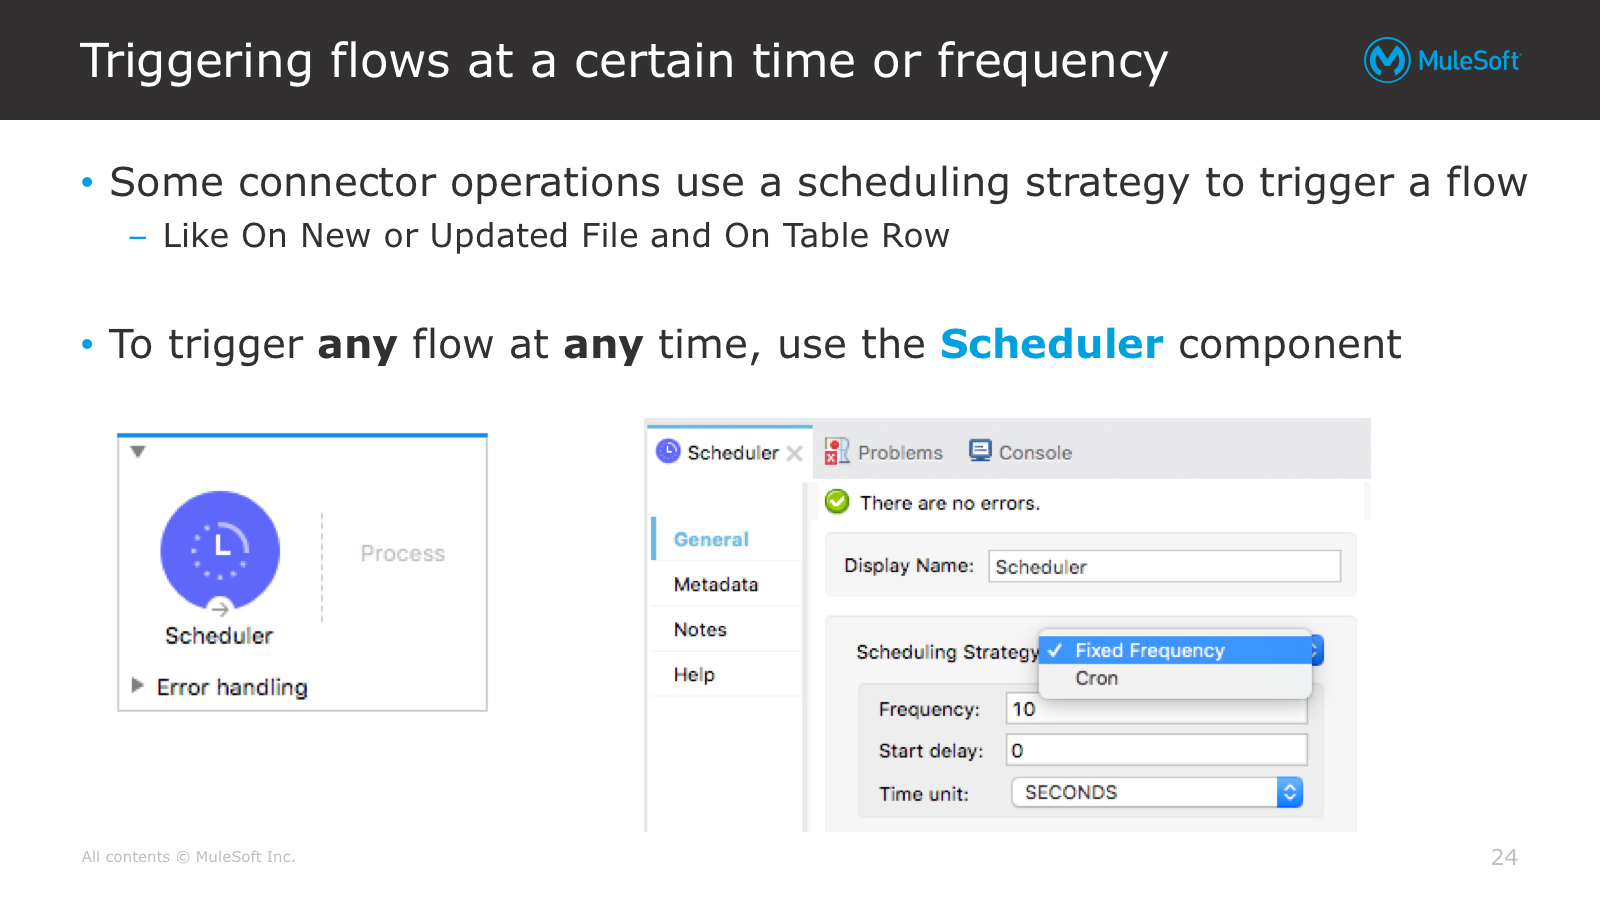 Triggering flows at a certain time or frequency
MuleSoft
• Some connector operations use a scheduling strategy to trigger a flow
– Like On New or Updated File and On Table Row
• To trigger any flow at any time, use the Scheduler component
Scheduler
Process
Error handling
Scheduler
Problems
Console
There are no errors.
General
Metadata
Notes
Help
Display Name: Scheduler
Scheduling Strategy
✓ Fixed Frequency
Cron
Frequency: 10
Start delay: 0
Time unit: SECONDS
All contents © MuleSoft Inc.
24